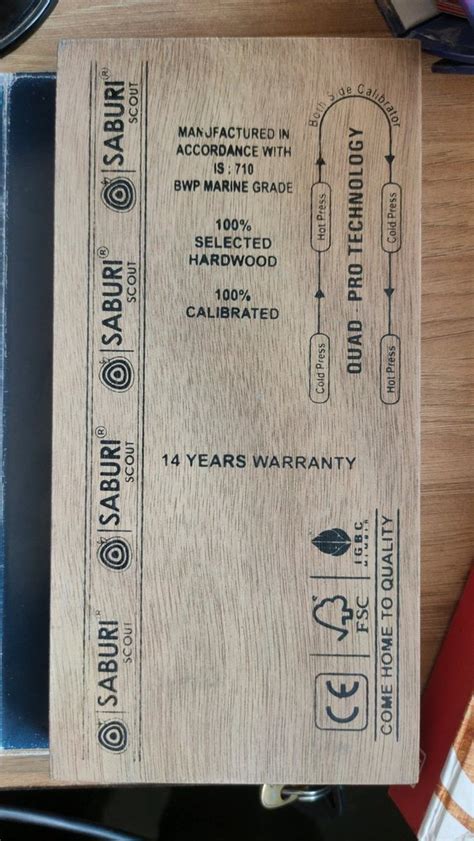 SABURI®
SCOUT
SABURI®
SCOUT
SABURI®
SCOUT
SABURI®
SCOUT
MANUFACTURED IN
ACCORDANCE WITH
IS : 710
BWP MARINE GRADE
100%
SELECTED
HARDWOOD
100%
CALIBRATED
14 YEARS WARRANTY
Both Side Calibrator
Cold Press
Hot Press
QUAD PRO TECHNOLOGY
Cold Press
Hot Press
CE
FSC
IGBC
MEMBER
COME HOME TO QUALITY